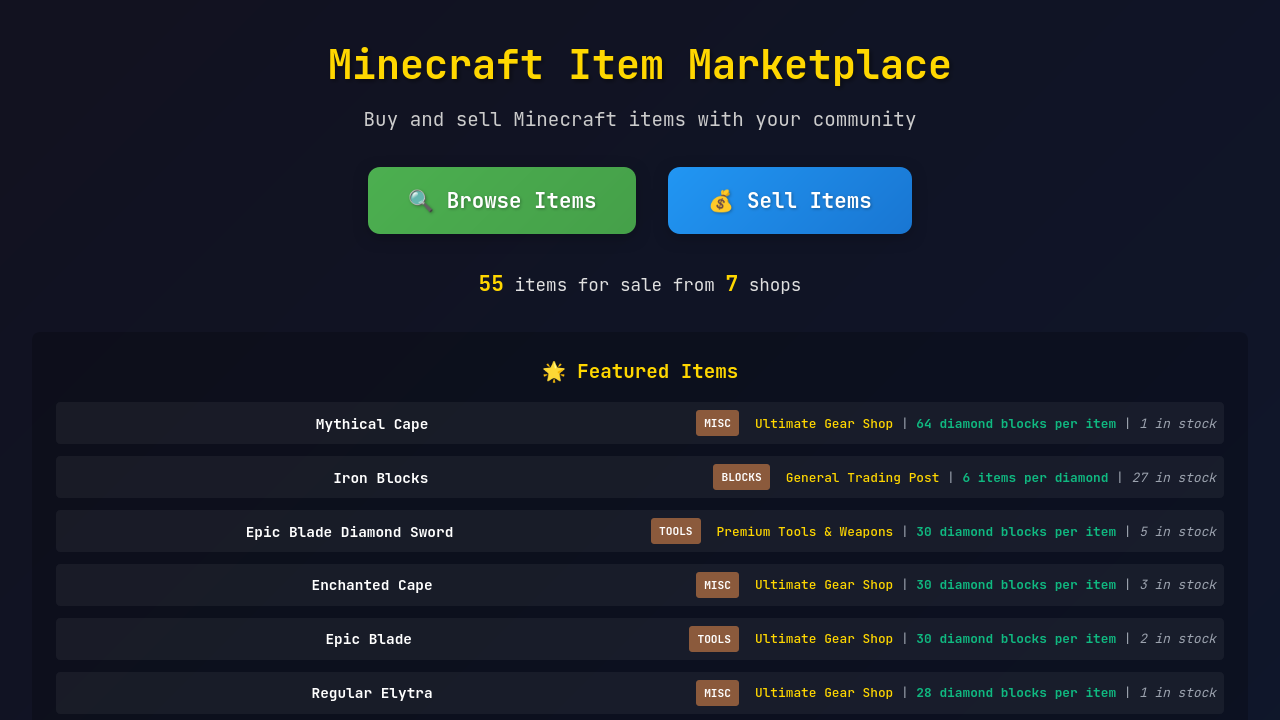 Minecraft Item Marketplace
Buy and sell Minecraft items with your community
🔍 Browse Items
💰 Sell Items
55 items for sale from 7 shops
🌟 Featured Items
Mythical Cape MISC Ultimate Gear Shop | 64 diamond blocks per item | 1 in stock
Iron Blocks BLOCKS General Trading Post | 6 items per diamond | 27 in stock
Epic Blade Diamond Sword TOOLS Premium Tools & Weapons | 30 diamond blocks per item | 5 in stock
Enchanted Cape MISC Ultimate Gear Shop | 30 diamond blocks per item | 3 in stock
Epic Blade TOOLS Ultimate Gear Shop | 30 diamond blocks per item | 2 in stock
Regular Elytra MISC Ultimate Gear Shop | 28 diamond blocks per item | 1 in stock